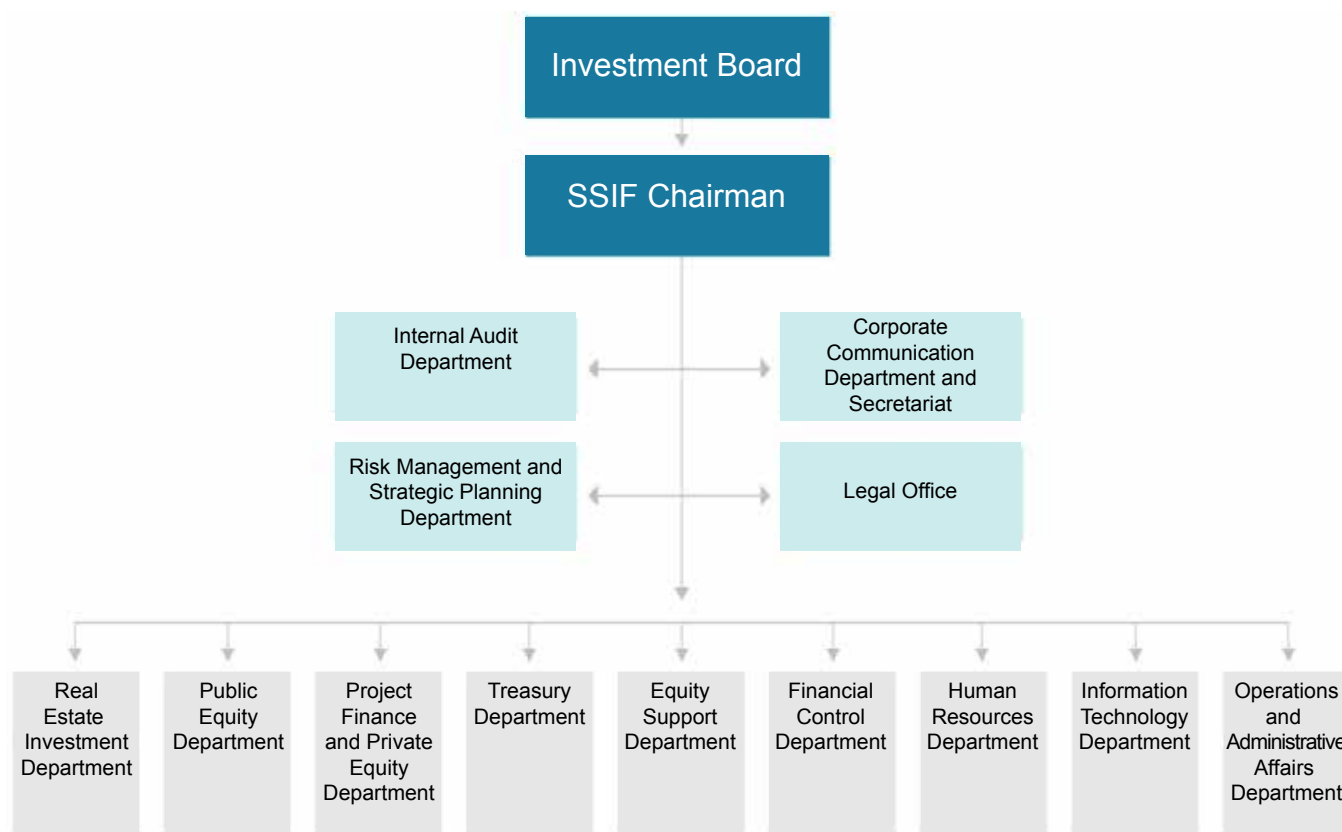 Investment Board
SSIF Chairman
Internal Audit
Department
Corporate
Communication
Department and
Secretariat
Risk Management and
Strategic Planning
Department
Legal Office
Real
Estate
Investment
Department
Public
Equity
Department
Project
Finance
and Private
Equity
Department
Treasury
Department
Equity
Support
Department
Financial
Control
Department
Human
Resources
Department
Information
Technology
Department
Operations
and
Administrative
Affairs
Department